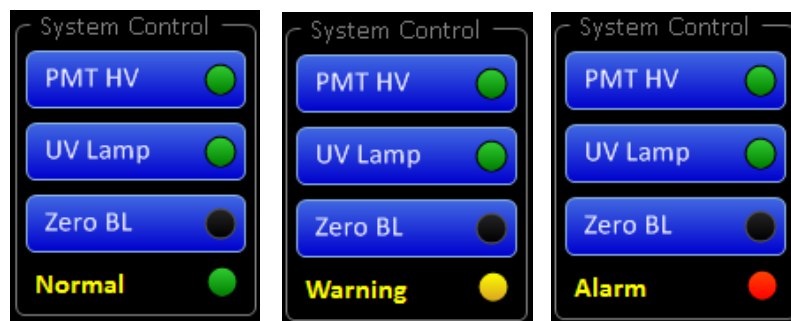 System Control
PMT HV
UV Lamp
Zero BL
Normal
System Control
PMT HV
UV Lamp
Zero BL
Warning
System Control
PMT HV
UV Lamp
Zero BL
Alarm